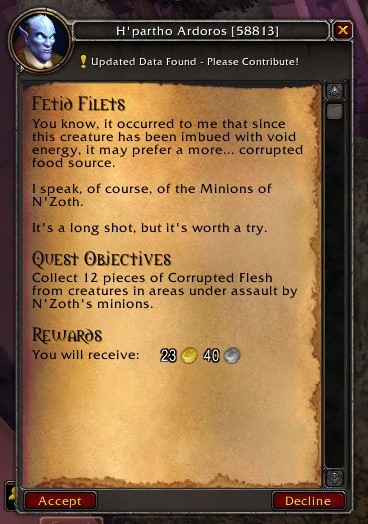 H'partho Ardoros [58813]
Updated Data Found - Please Contribute!
Fetid Filets
You know, it occurred to me that since
this creature has been imbued with void
energy, it may prefer a more... corrupted
food source.
I speak, of course, of the Minions of
N'Zoth.
It's a long shot, but it's worth a try.
Quest Objectives
Collect 12 pieces of Corrupted Flesh
from creatures in areas under assault by
N'Zoth's minions.
Rewards
You will receive: 23 40
Accept Decline